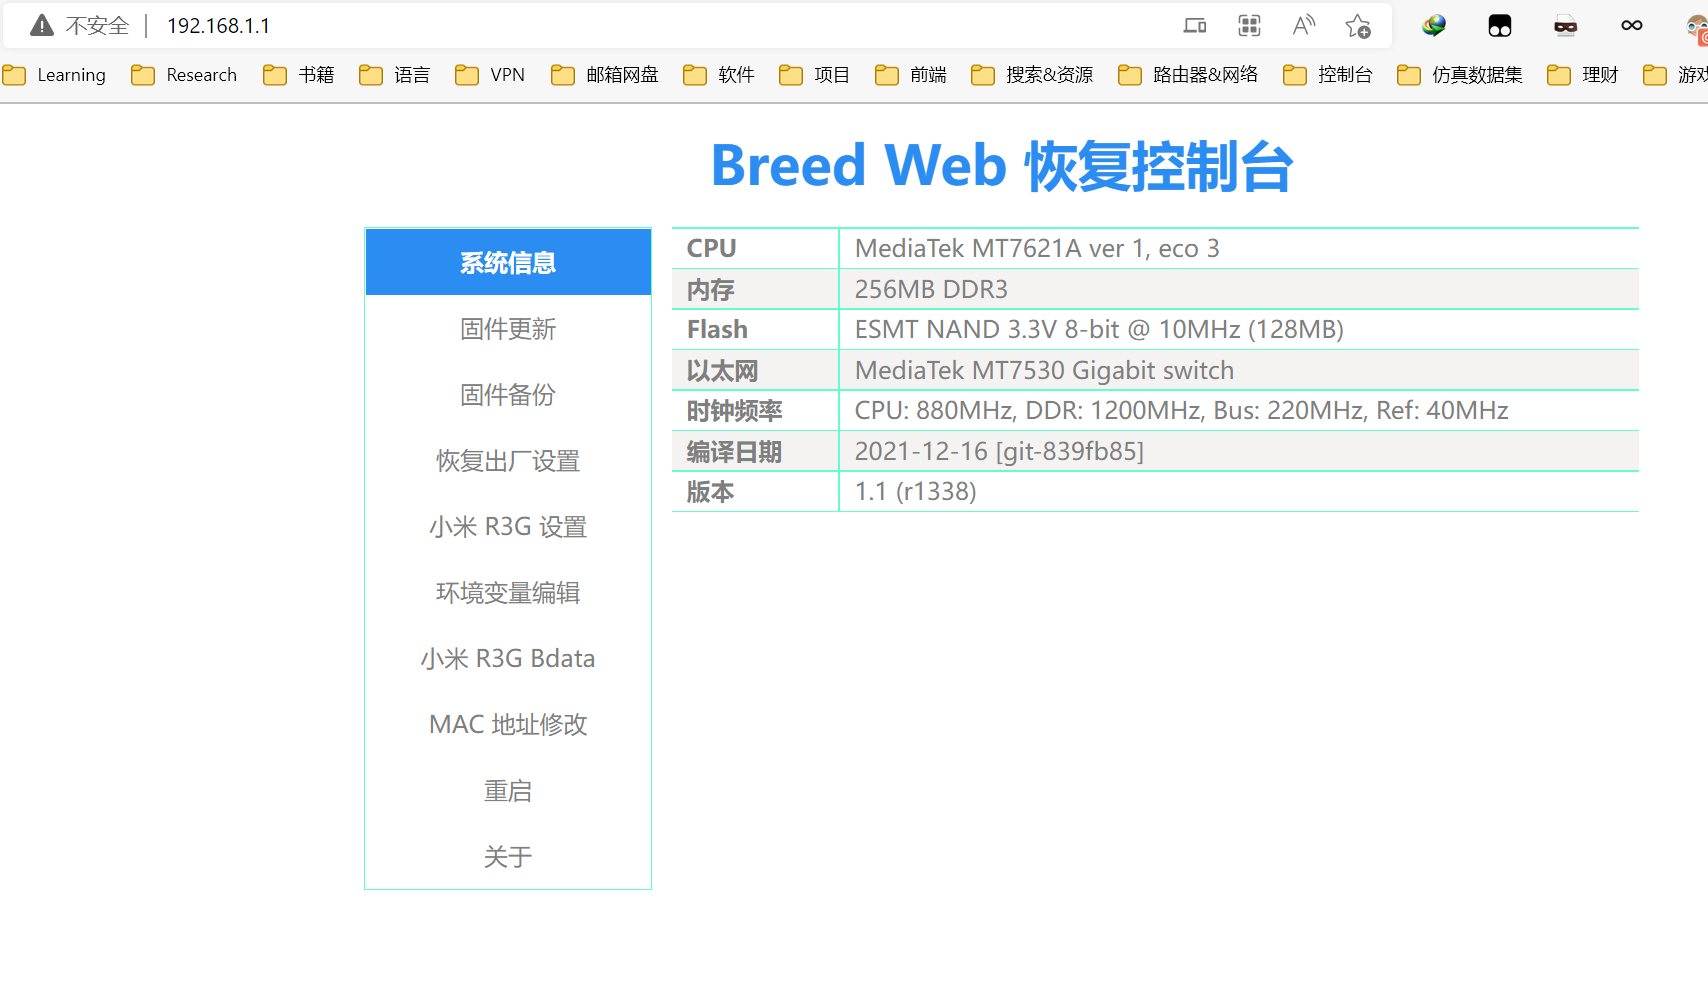 不安全 | 192.168.1.1
Learning Research 书籍 语言 VPN 邮箱网盘 软件 项目 前端 搜索&资源 路由器&网络 控制台 仿真数据集 理财 游戏
Breed Web 恢复控制台
系统信息
固件更新
固件备份
恢复出厂设置
小米 R3G 设置
环境变量编辑
小米 R3G Bdata
MAC 地址修改
重启
关于
CPU MediaTek MT7621A ver 1, eco 3
内存 256MB DDR3
Flash ESMT NAND 3.3V 8-bit @ 10MHz (128MB)
以太网 MediaTek MT7530 Gigabit switch
时钟频率 CPU: 880MHz, DDR: 1200MHz, Bus: 220MHz, Ref: 40MHz
编译日期 2021-12-16 [git-839fb85]
版本 1.1 (r1338)